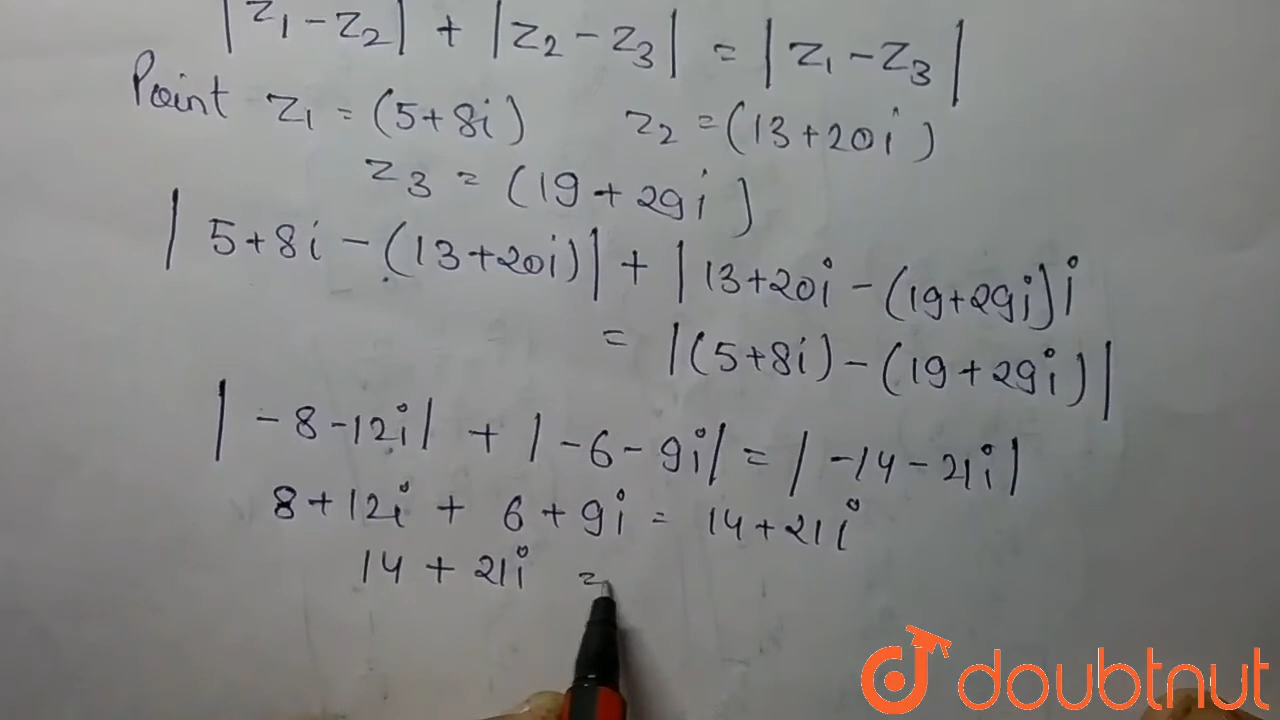 |z1 - z2| + |z2 - z3| = |z1 - z3|
Point z1 = (5+8i) z2 = (13+20i)
z3 = (19+29i)
|5+8i - (13+20i)| + |13+20i - (19+29i)i
= |(5+8i) - (19+29i)|
|-8-12i| + |-6-9i| = |-14-21i|
8+12i + 6+9i = 14+21i
14 + 21i =
doubtnut